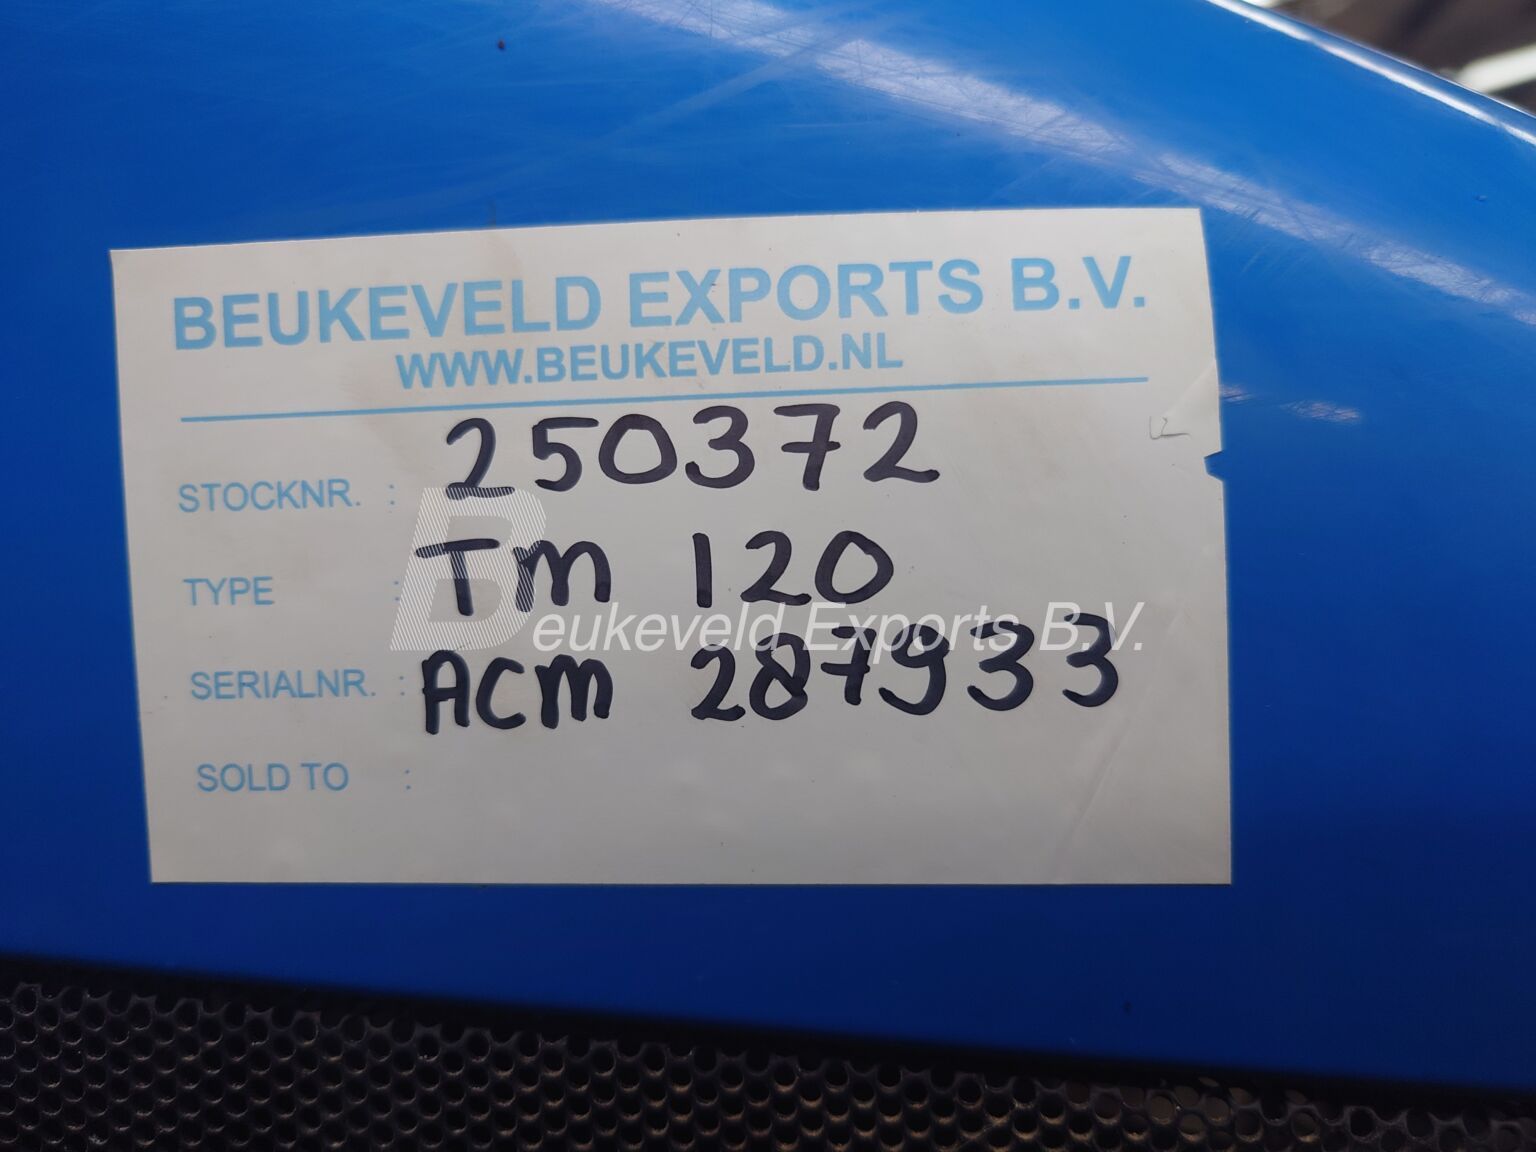 BEUKEVELD EXPORTS B.V.
WWW.BEUKEVELD.NL
STOCKNR. : 250372
TYPE : Tm 120
Beukeveld Exports B.V.
SERIALNR. : ACM 287933
SOLD TO :